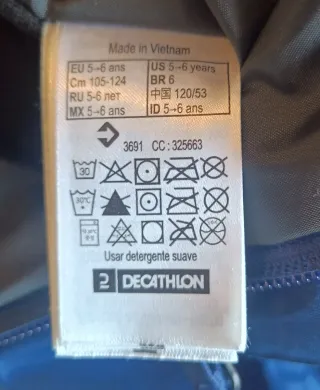 Made in Vietnam
EU 5→6 ans US 5→6 years
Cm 105-124 BR 6
RU 5-6 лет 中国 120/53
MX 5→6 ans ID 5→6 ans
3691 CC : 325663
30
30°C
Usar detergente suave
DECATHLON